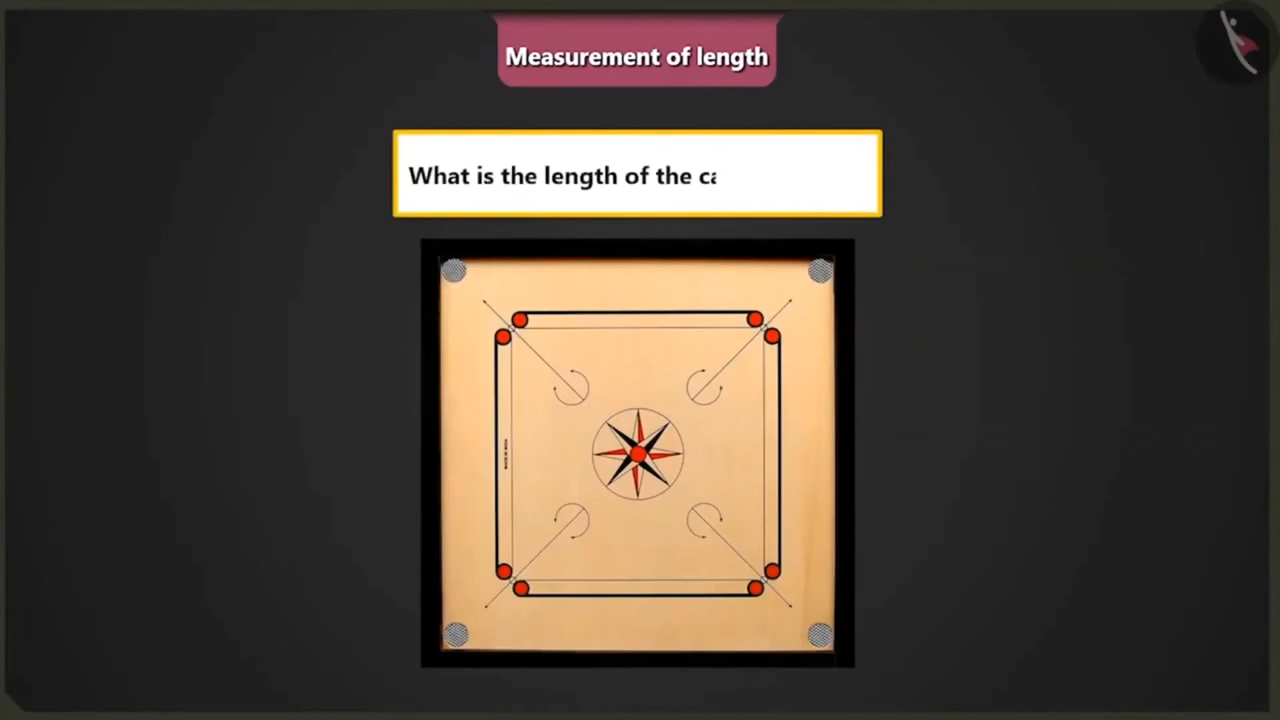 Measurement of length
What is the length of the